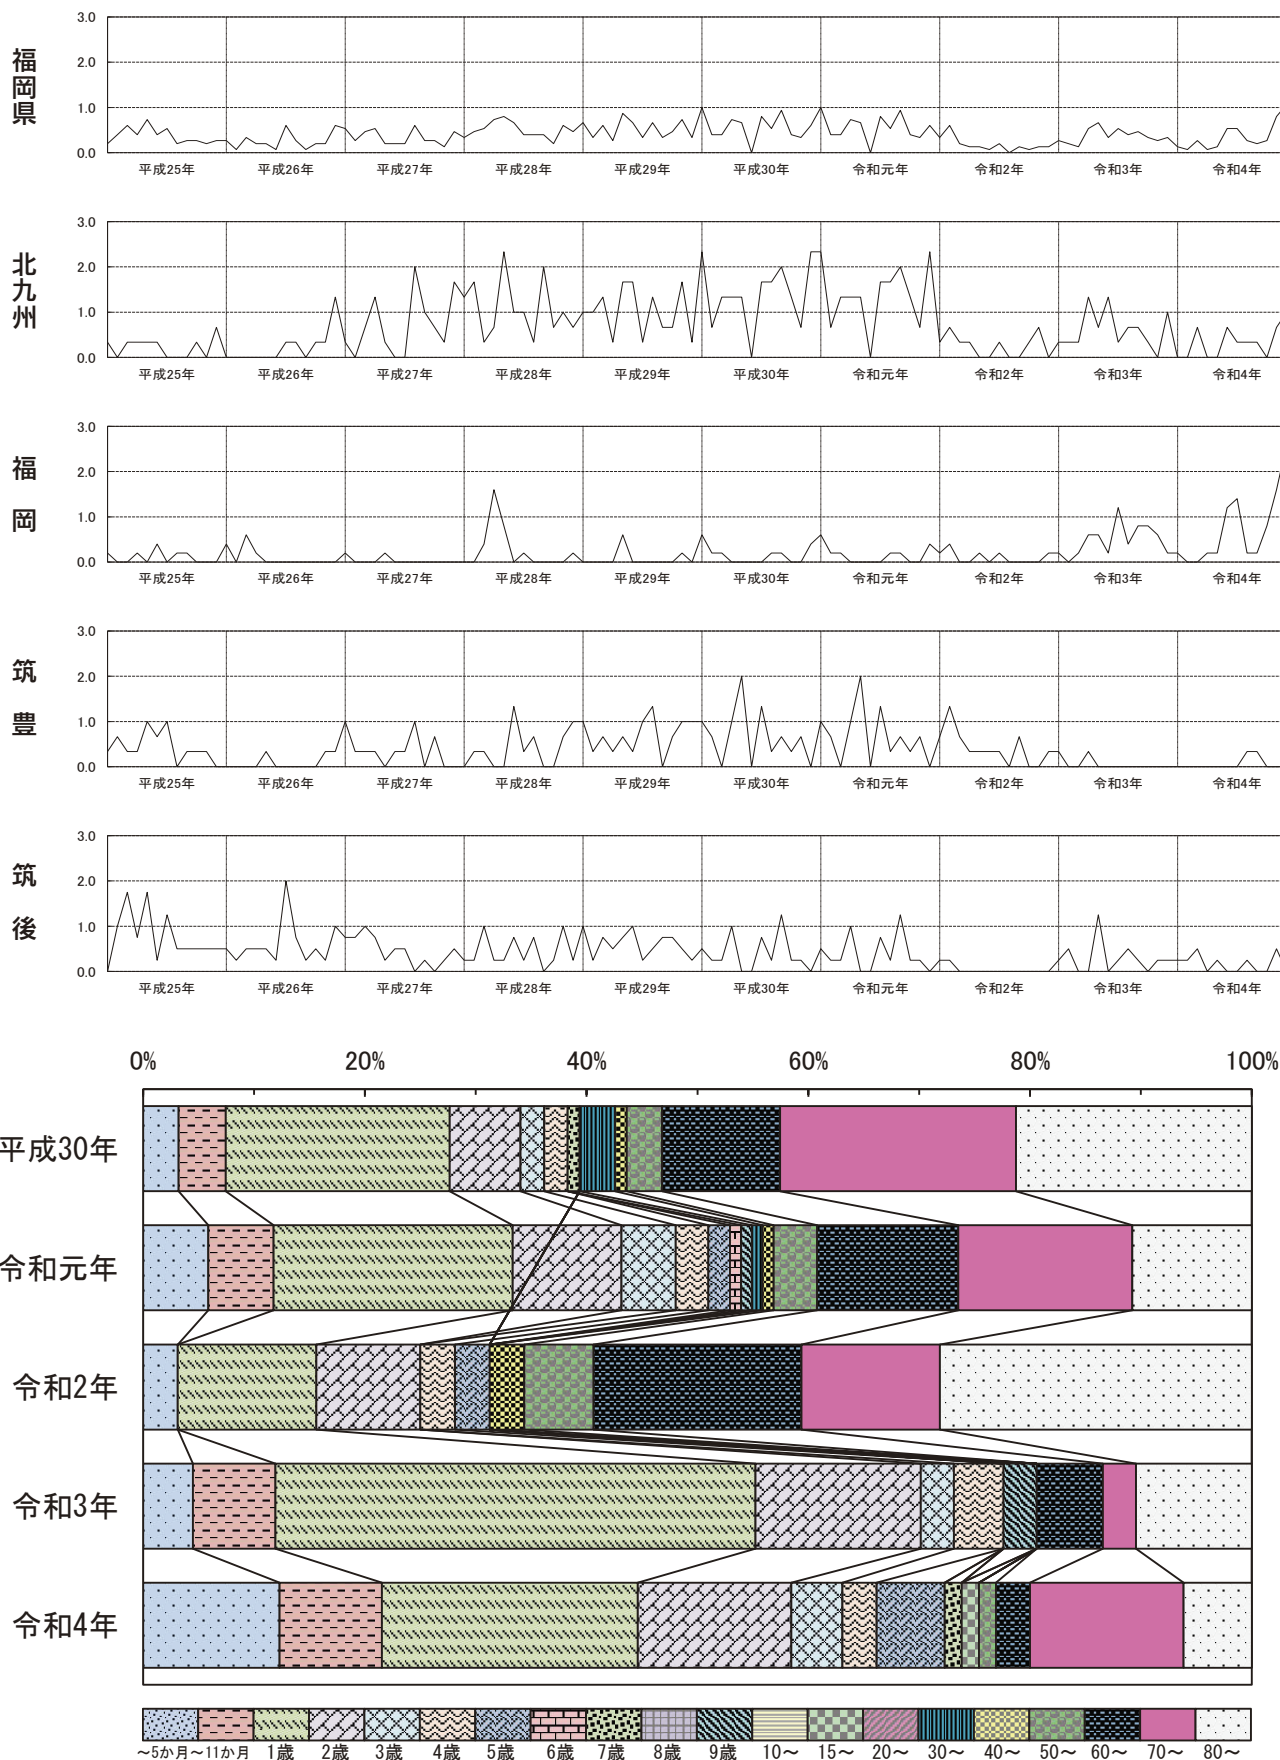 福岡県
3.0
2.0
1.0
0.0
平成25年 平成26年 平成27年 平成28年 平成29年 平成30年 令和元年 令和2年 令和3年 令和4年
北九州
3.0
2.0
1.0
0.0
平成25年 平成26年 平成27年 平成28年 平成29年 平成30年 令和元年 令和2年 令和3年 令和4年
福岡
3.0
2.0
1.0
0.0
平成25年 平成26年 平成27年 平成28年 平成29年 平成30年 令和元年 令和2年 令和3年 令和4年
筑豊
3.0
2.0
1.0
0.0
平成25年 平成26年 平成27年 平成28年 平成29年 平成30年 令和元年 令和2年 令和3年 令和4年
筑後
3.0
2.0
1.0
0.0
平成25年 平成26年 平成27年 平成28年 平成29年 平成30年 令和元年 令和2年 令和3年 令和4年
0% 20% 40% 60% 80% 100%
平成30年
令和元年
令和2年
令和3年
令和4年
～5か月 ～11か月 1歳 2歳 3歳 4歳 5歳 6歳 7歳 8歳 9歳 10～ 15～ 20～ 30～ 40～ 50～ 60～ 70～ 80～